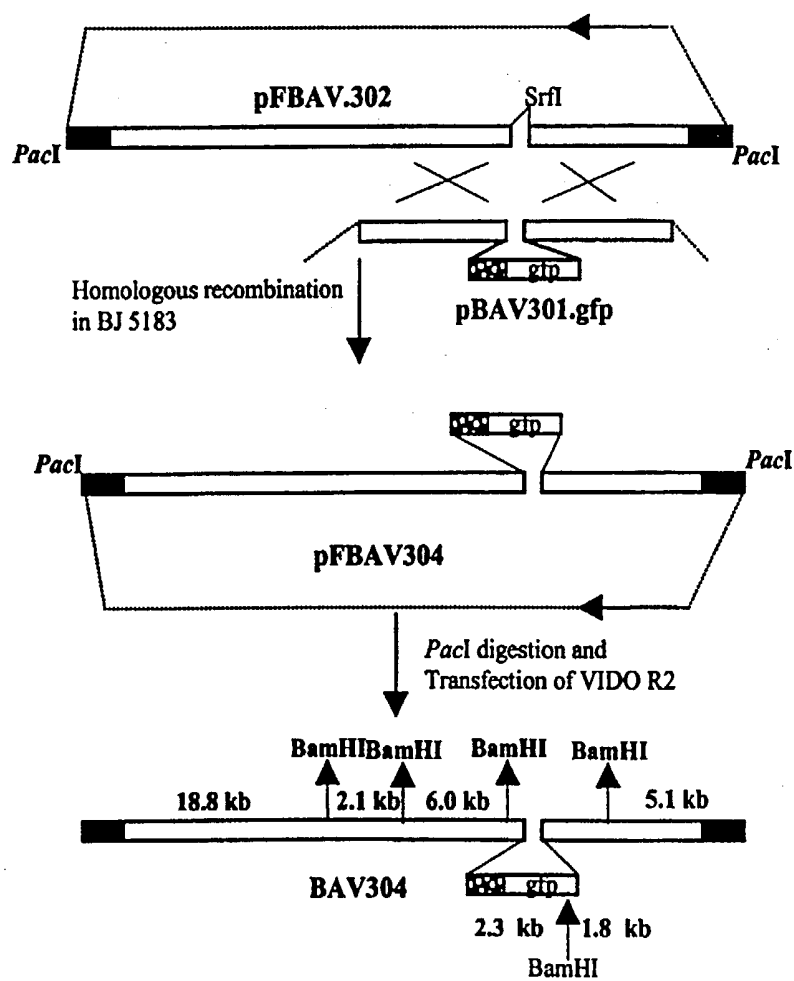 pFBAV.302
SrfI
PacI
PacI
gfp
Homologous recombination
in BJ 5183
pBAV301.gfp
gfp
PacI
PacI
pFBAV304
PacI digestion and
Transfection of VIDO R2
BamHI BamHI BamHI BamHI
18.8 kb 2.1 kb 6.0 kb 5.1 kb
BAV304
gfp
2.3 kb 1.8 kb
BamHI